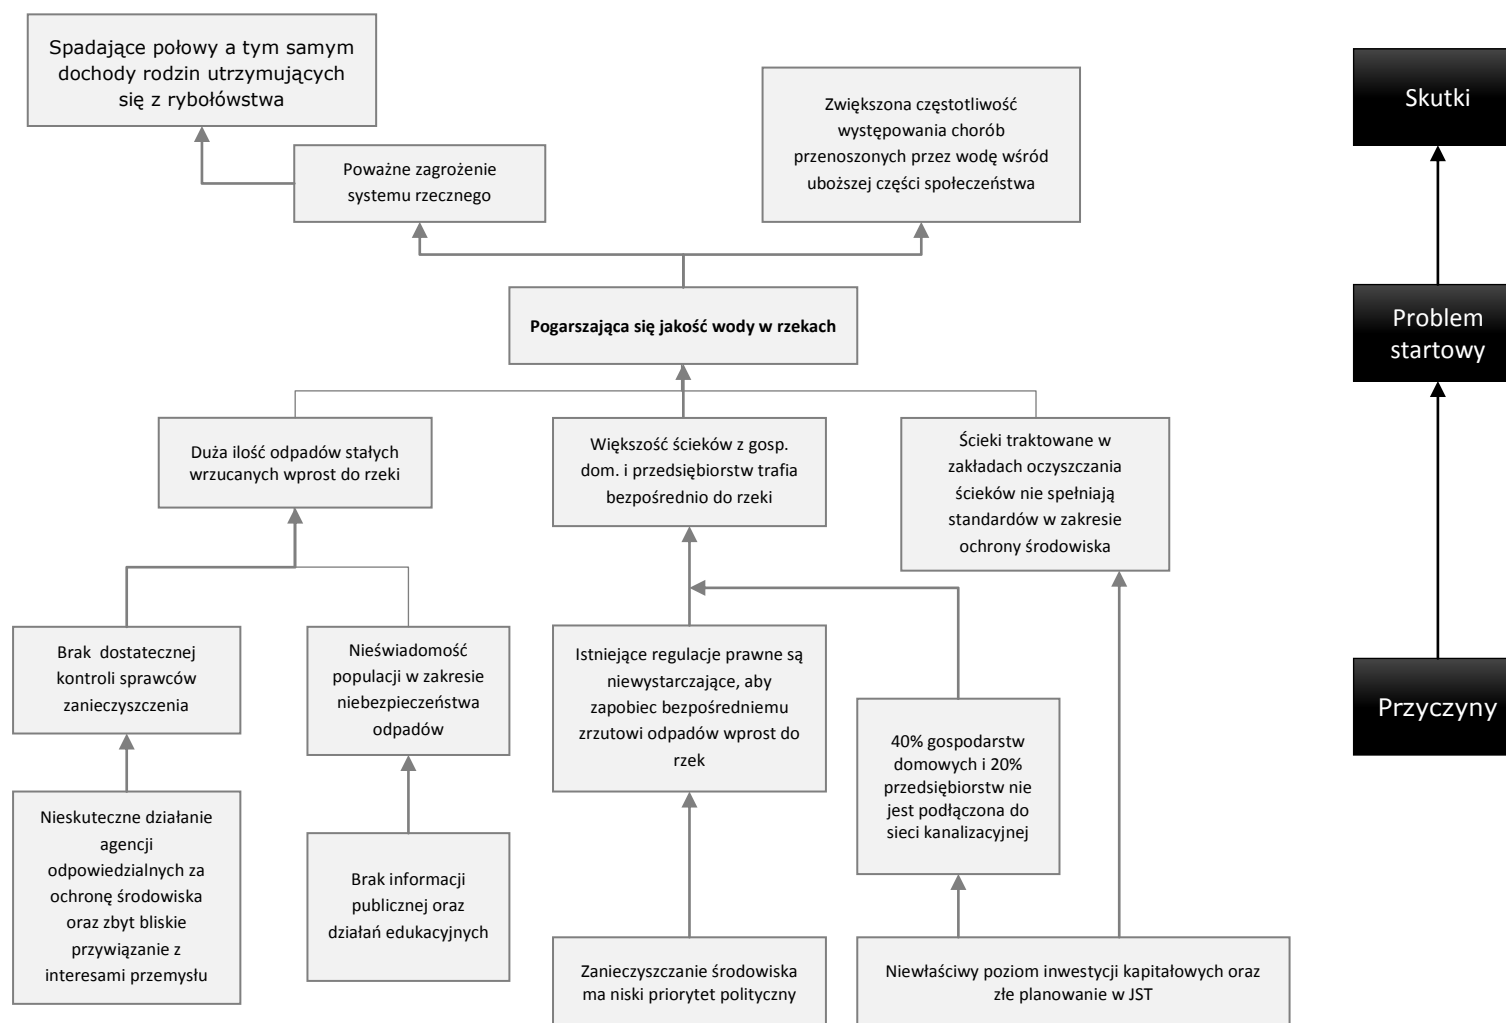 Spadające połowy a tym samym
dochody rodzin utrzymujących
się z rybołówstwa
Zwiększona częstotliwość
występowania chorób
przenoszonych przez wodę wśród
uboższej części społeczeństwa
Skutki
Poważne zagrożenie
systemu rzecznego
Pogarszająca się jakość wody w rzekach
Problem
startowy
Duża ilość odpadów stałych
wrzucanych wprost do rzeki
Większość ścieków z gosp.
dom. i przedsiębiorstw trafia
bezpośrednio do rzeki
Ścieki traktowane w
zakładach oczyszczania
ścieków nie spełniają
standardów w zakresie
ochrony środowiska
Brak dostatecznej
kontroli sprawców
zanieczyszczenia
Nieświadomość
populacji w zakresie
niebezpieczeństwa
odpadów
Istniejące regulacje prawne są
niewystarczające, aby
zapobiec bezpośredniemu
zrzutowi odpadów wprost do
rzek
40% gospodarstw
domowych i 20%
przedsiębiorstw nie
jest podłączona do
sieci kanalizacyjnej
Przyczyny
Nieskuteczne działanie
agencji
odpowiedzialnych za
ochronę środowiska
oraz zbyt bliskie
przywiązanie z
interesami przemysłu
Brak informacji
publicznej oraz
działań edukacyjnych
Zanieczyszczanie środowiska
ma niski priorytet polityczny
Niewłaściwy poziom inwestycji kapitałowych oraz
złe planowanie w JST